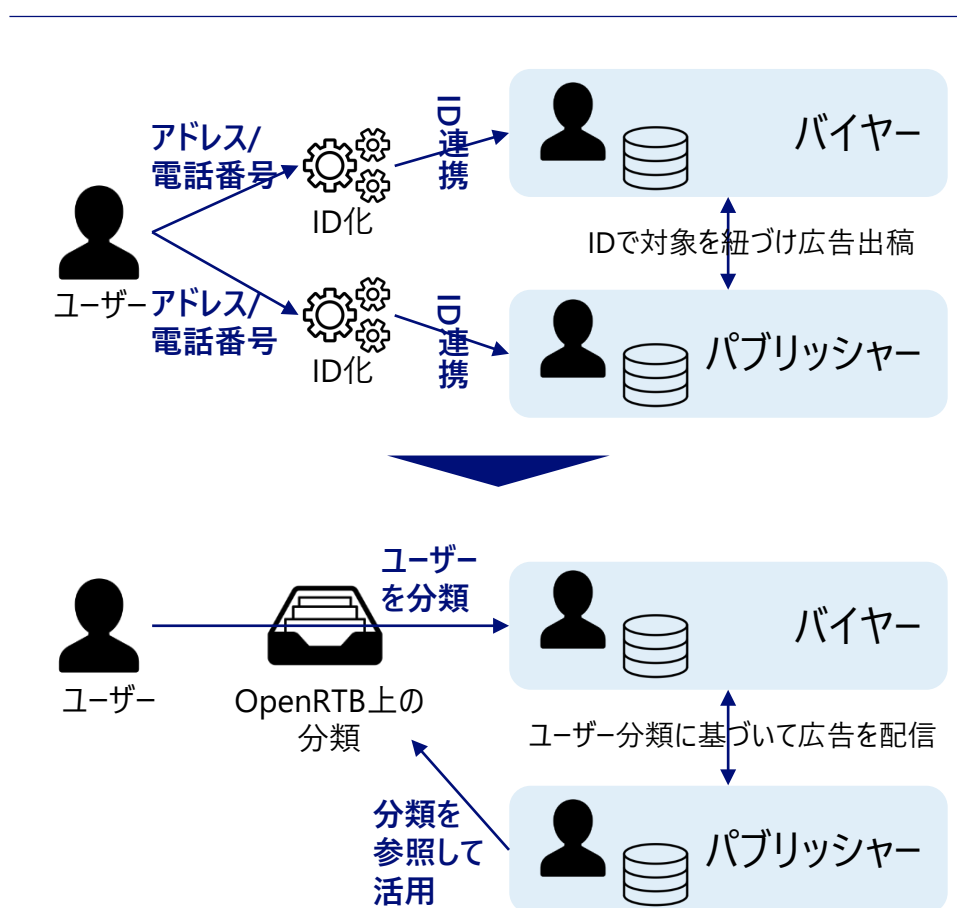 アドレス/
電話番号
ID化
ID連携
バイヤー
ユーザー
IDで対象を紐づけ広告出稿
アドレス/
電話番号
ID化
ID連携
パブリッシャー
ユーザー
を分類
バイヤー
ユーザー
OpenRTB上の
分類
ユーザー分類に基づいて広告を配信
分類を
参照して
活用
パブリッシャー